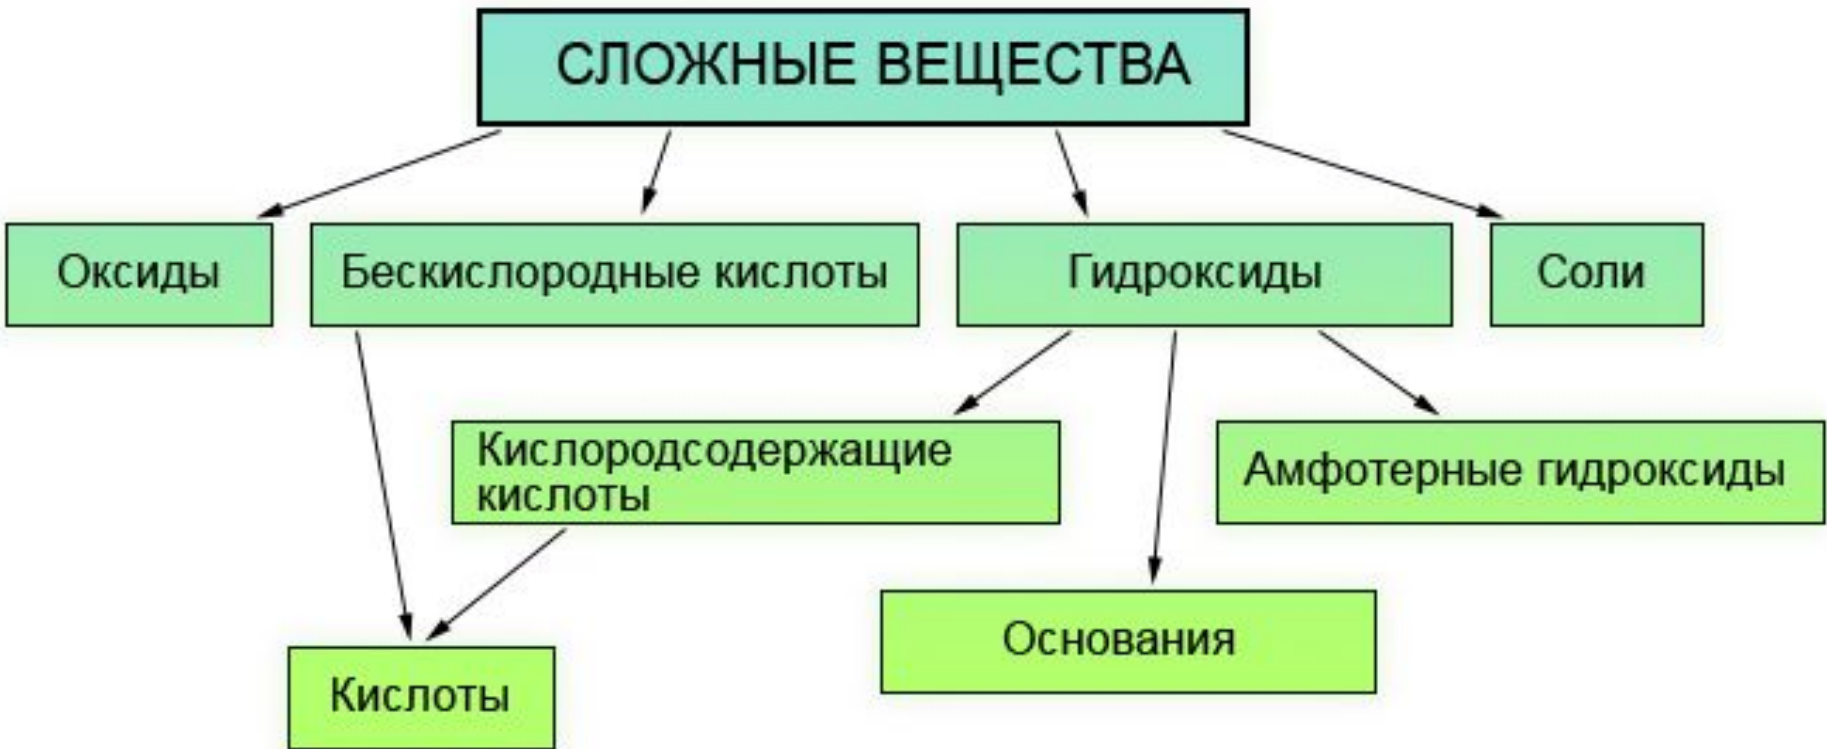 СЛОЖНЫЕ ВЕЩЕСТВА
Оксиды
Бескислородные кислоты
Гидроксиды
Соли
Кислородсодержащие
кислоты
Амфотерные гидроксиды
Основания
Кислоты